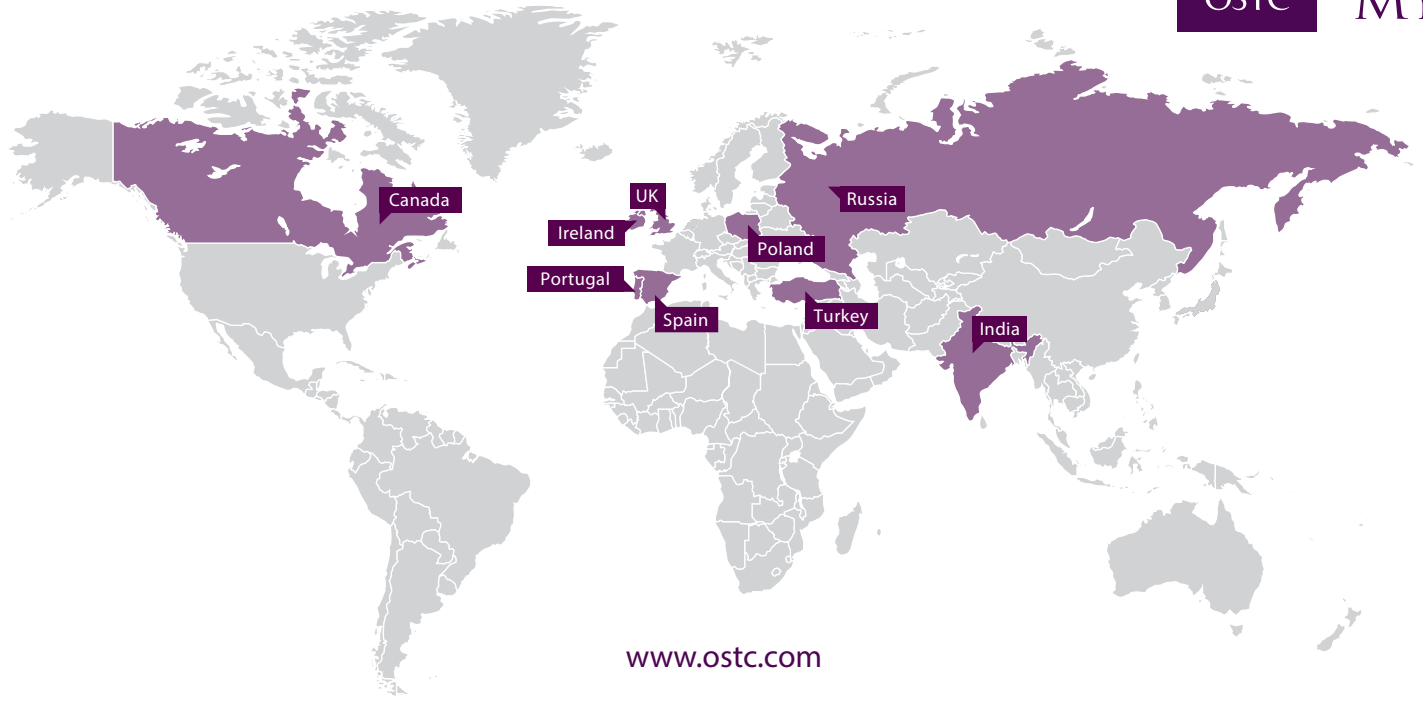 OSTC
Canada
UK
Russia
Ireland
Poland
Portugal
Spain
Turkey
India
www.ostc.com